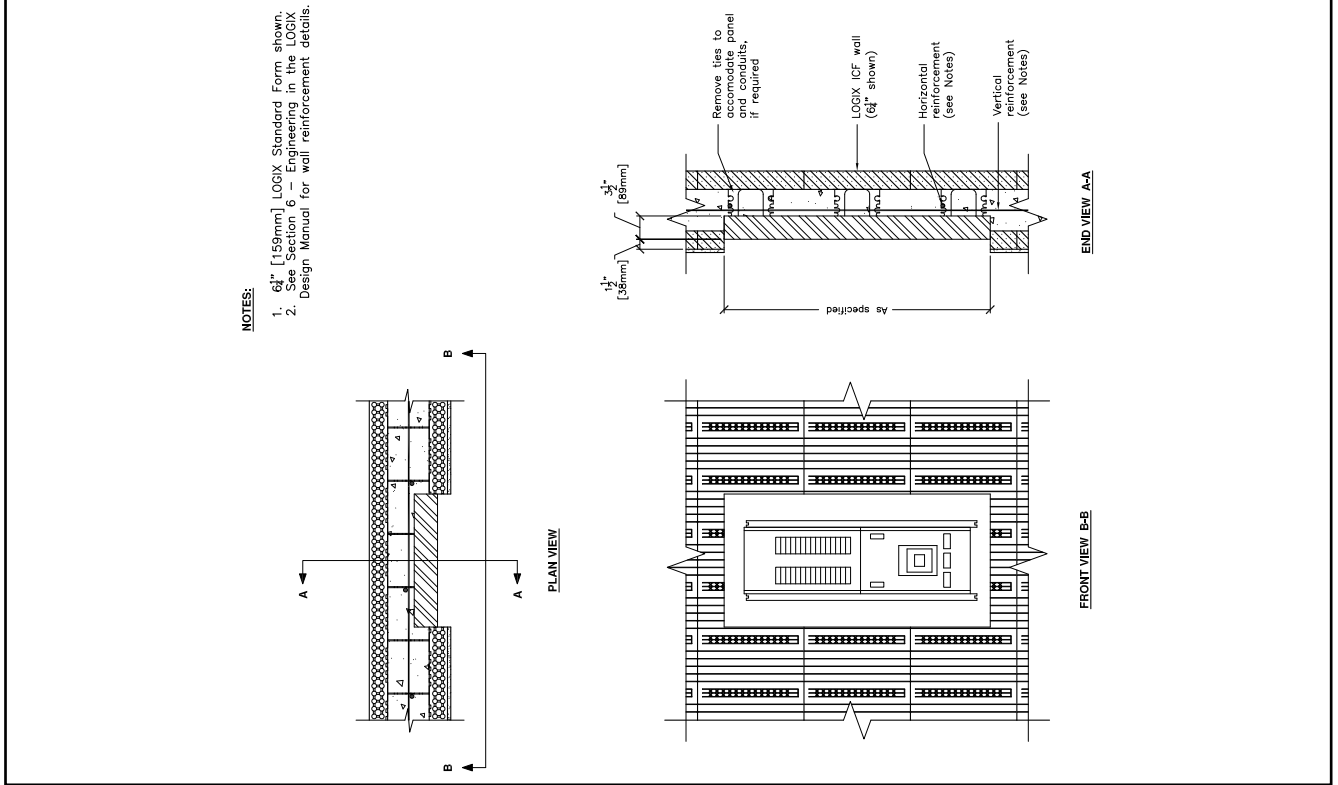 NOTES:
1. 6¼" [159mm] LOGIX Standard Form shown.
2. See Section 6 – Engineering in the LOGIX
Design Manual for wall reinforcement details.
B
B
A
A
PLAN VIEW
3½"
[89mm]
1½"
[38mm]
Remove ties to
accomodate panel
and conduits,
if required
LOGIX ICF wall
(6¼" shown)
Horizontal
reinforcement
(see Notes)
Vertical
reinforcement
(see Notes)
As specified
END VIEW A-A
FRONT VIEW B-B